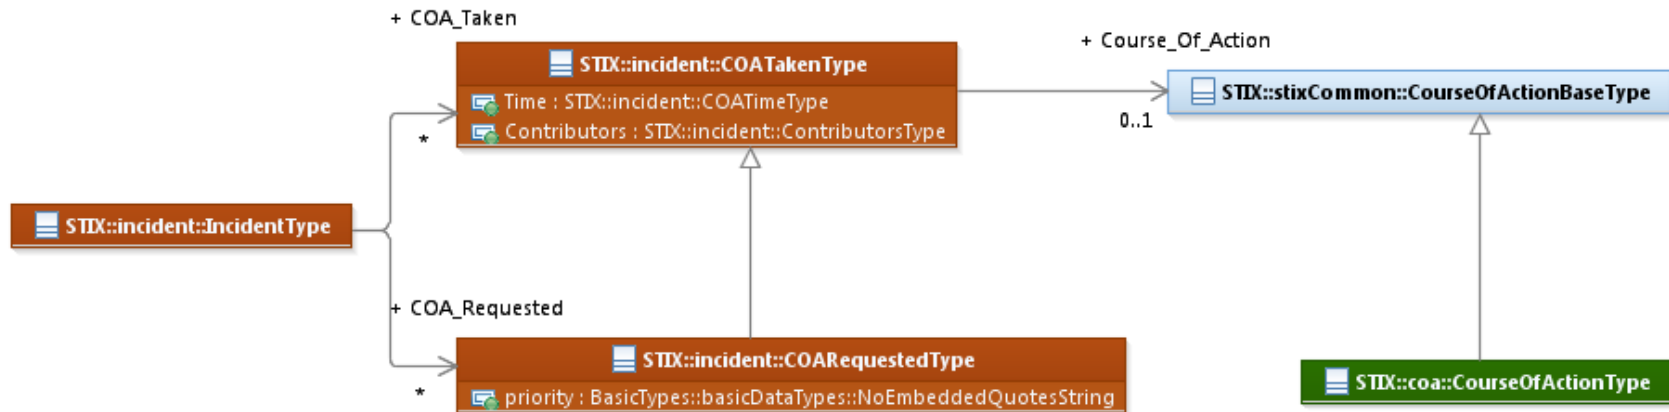 + COA_Taken
STIX::incident::COATakenType
Time : STIX::incident::COATimeType
Contributors : STIX::incident::ContributorsType
*
+ Course_Of_Action
STIX::stixCommon::CourseOfActionBaseType
0..1
STIX::incident::IncidentType
+ COA_Requested
STIX::incident::COARequestedType
priority : BasicTypes::basicDataTypes::NoEmbeddedQuotesString
*
STIX::coa::CourseOfActionType